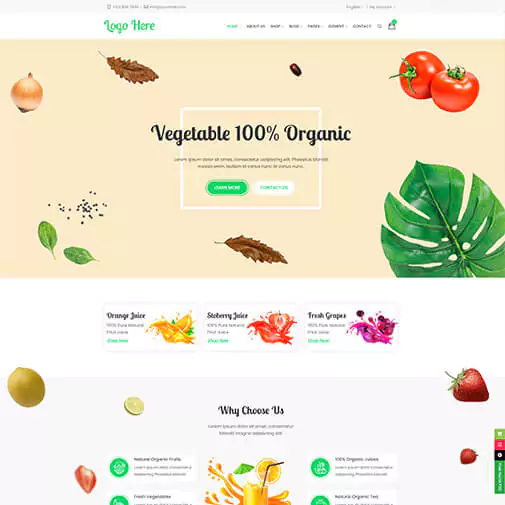 English
My Account
Logo Here
HOME ABOUT US SHOP BLOG PAGES ELEMENT CONTACT
Vegetable 100% Organic
Lorem ipsum dolor sit amet, consectetur adipiscing elit. Phasellus blandit
massa enim, nullam id varius nunc id varius nunc.
LEARN MORE CONTACT US
Orange Juice
100% Pure Natural
Fruit Juice
Shop Now
Stoberry Juice
100% Pure Natural
Fruit Juice
Shop Now
Fresh Grapes
100% Pure Natural
Fruit Juice
Shop Now
Why Choose Us
Lorem ipsum dolor sit amet, consectetur
Blandit massa enim adipiscing elit.
Natural Organic Fruits
Lorem ipsum dolor sit amet, consectetur
Phasellus blandit.
100% Organic Juices
Lorem ipsum dolor sit amet, consectetur
Phasellus blandit.
Fresh Vegetables
Natural Organic Tea